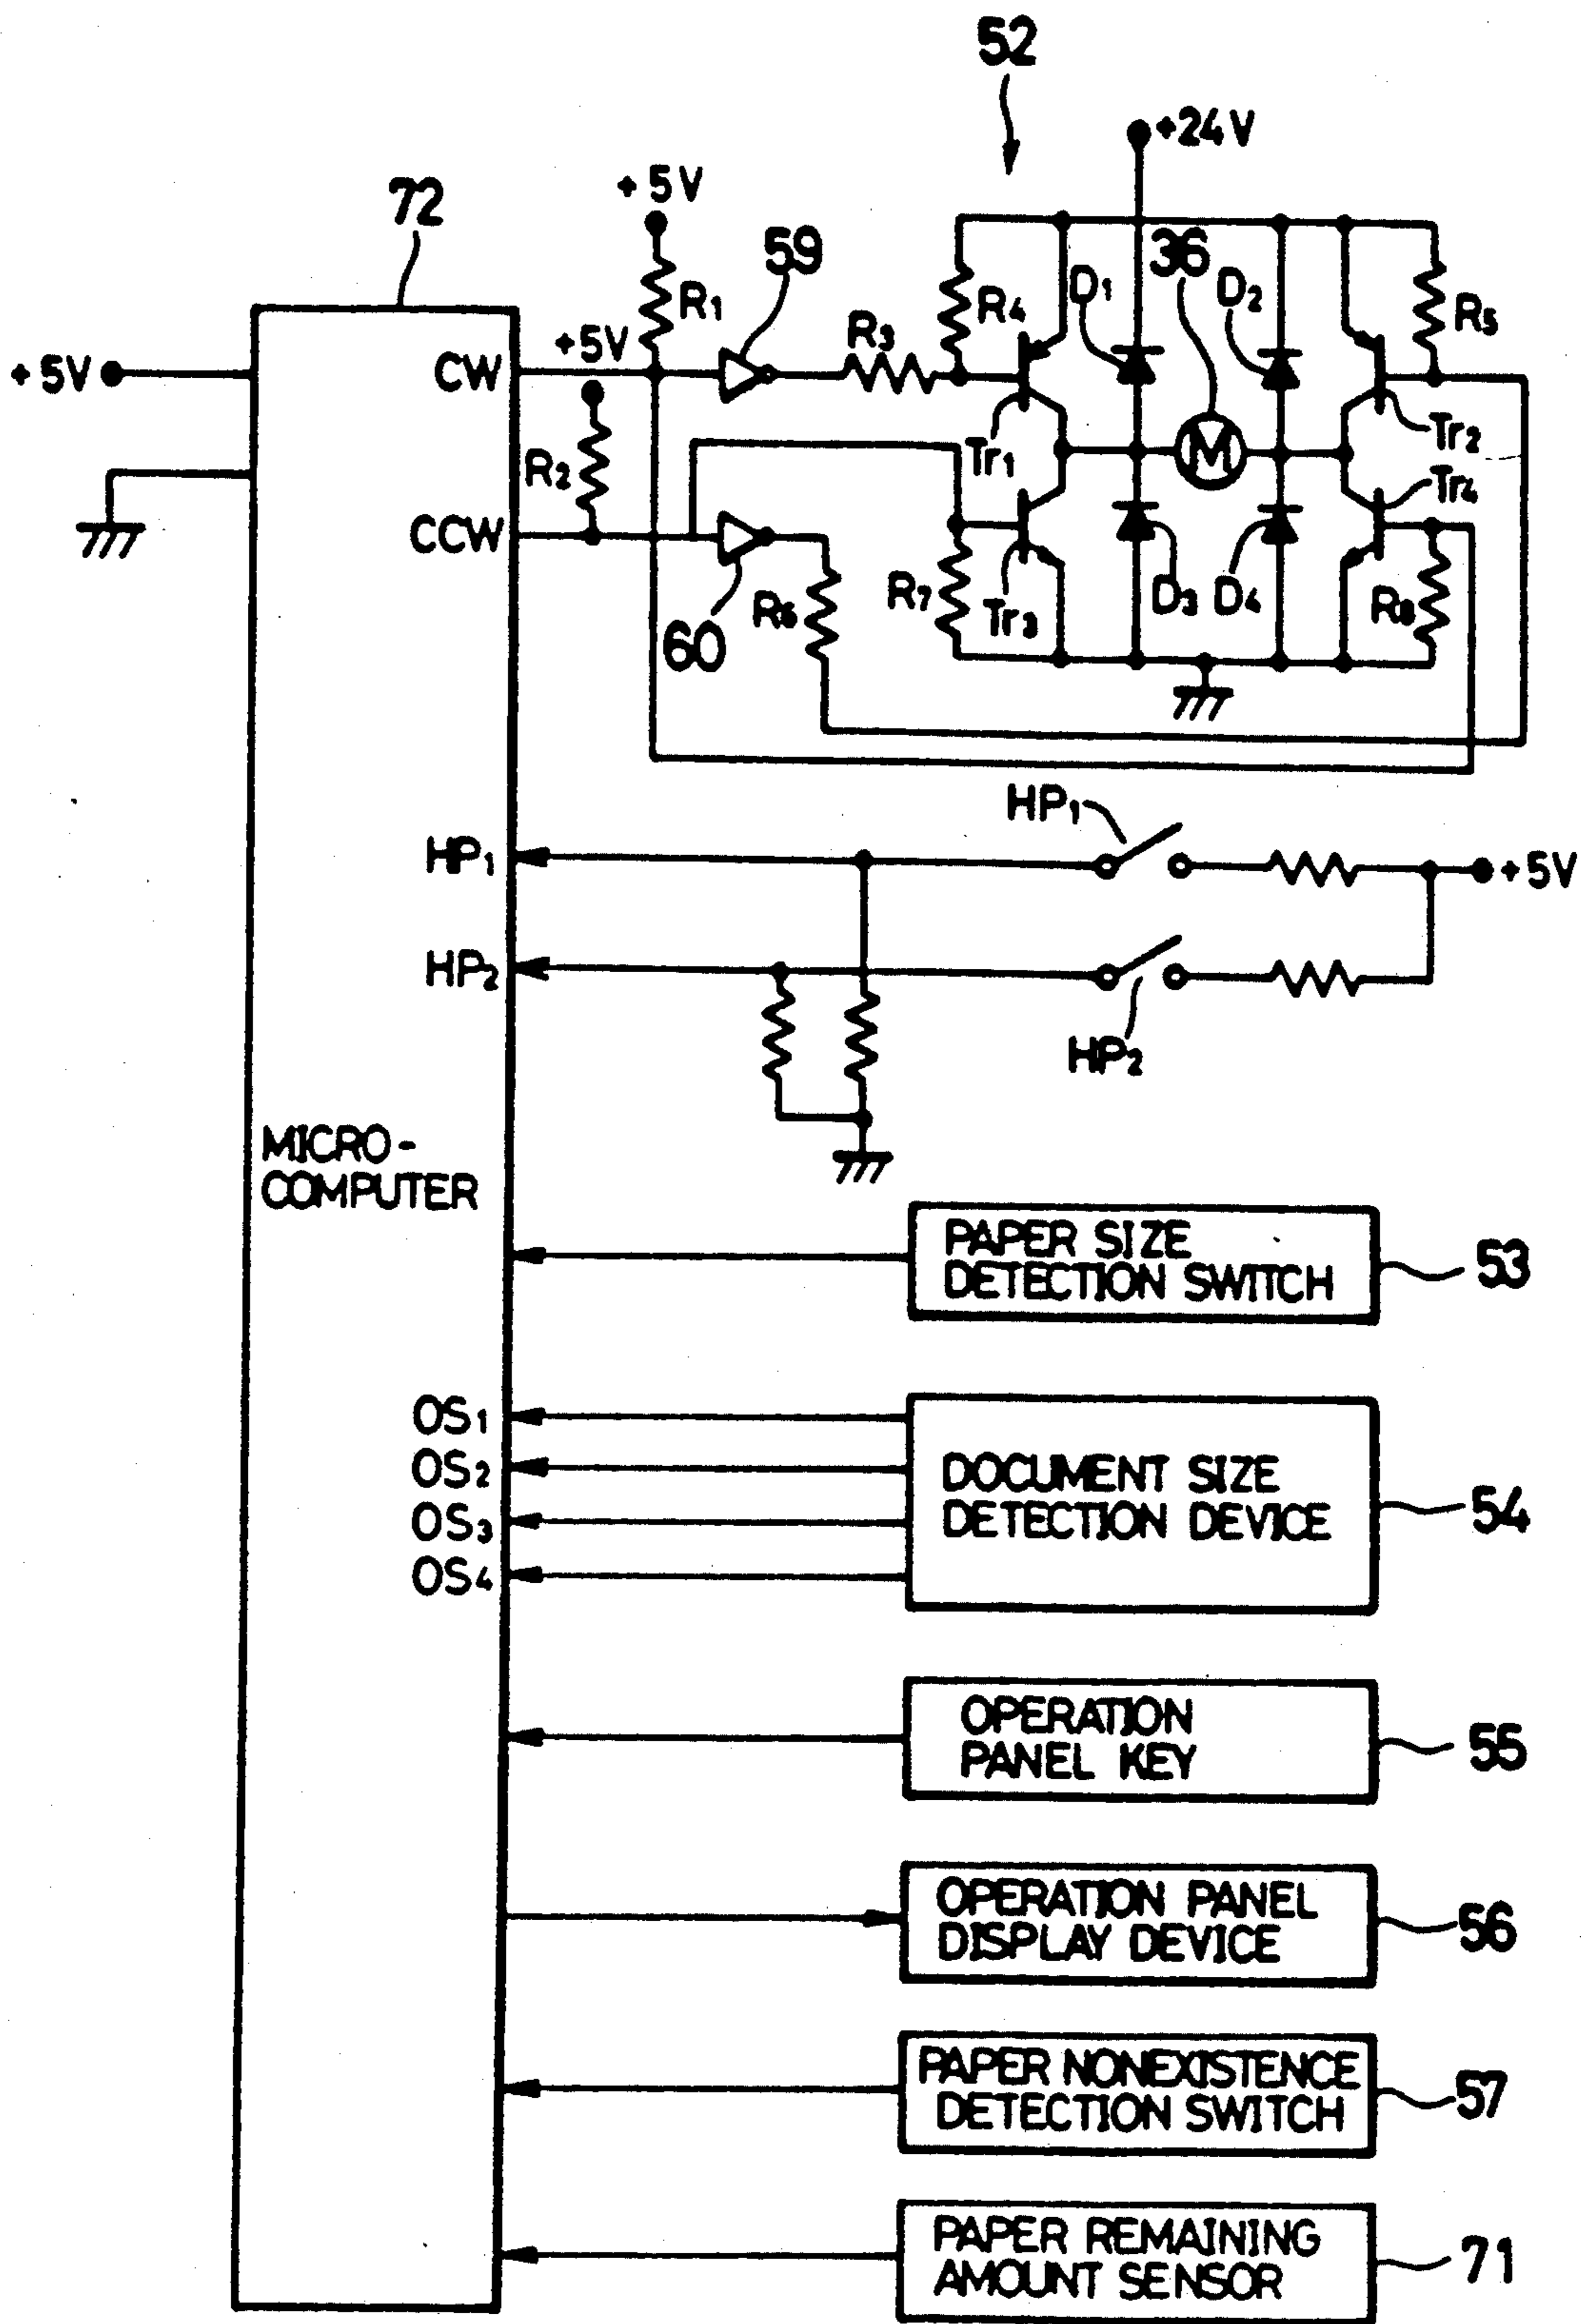 52
+24V
72
+5V
59
36
R1
D1
D2
R4
R5
R3
+5V
+5V
CW
Tr1
Tr2
R2
Tr4
CCW
R7
R6
Tr3
D3
D4
R8
60
HP1
HP1
+5V
HP2
HP2
MICRO-
COMPUTER
PAPER SIZE
DETECTION SWITCH
53
OS1
OS2
OS3
OS4
DOCUMENT SIZE
DETECTION DEVICE
54
OPERATION
PANEL KEY
55
OPERATION PANEL
DISPLAY DEVICE
56
PAPER NONEXISTENCE
DETECTION SWITCH
57
PAPER REMAINING
AMOUNT SENSOR
71
M